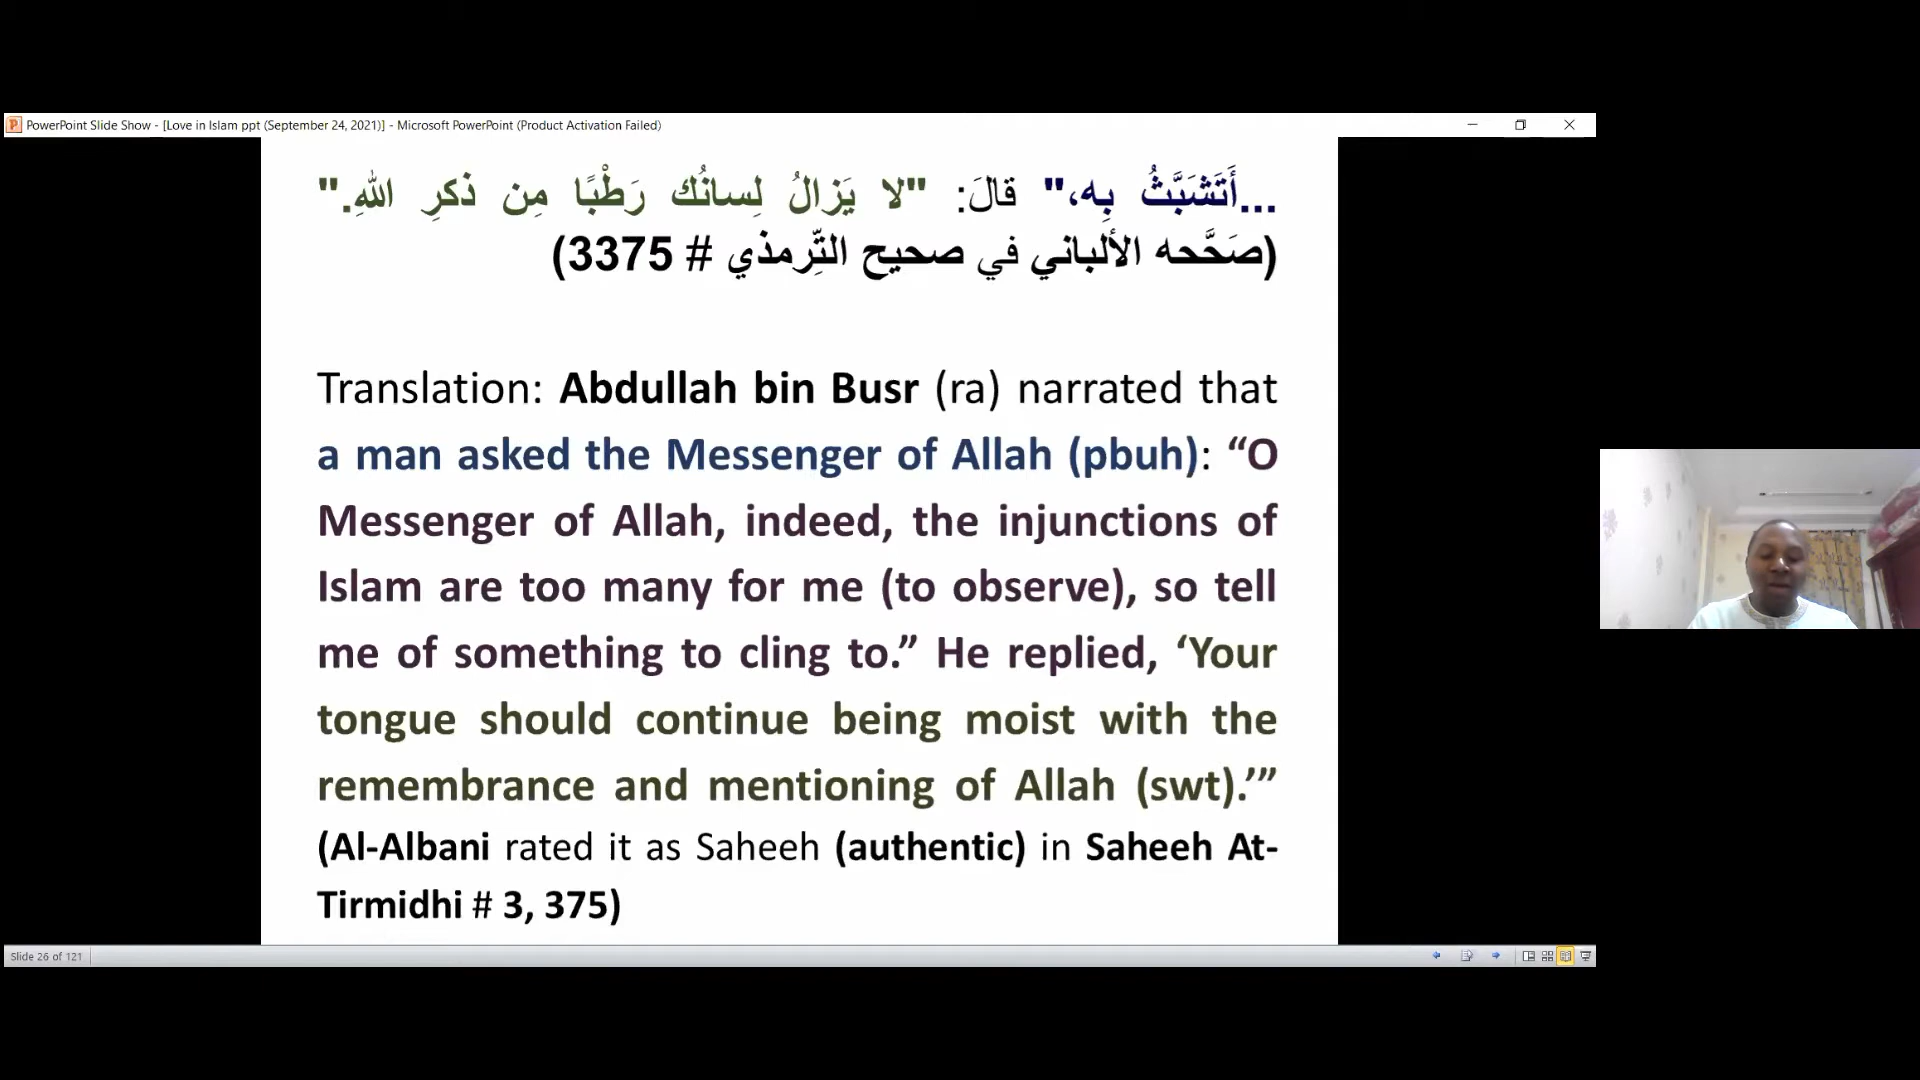 PowerPoint Slide Show - [Love in Islam ppt (September 24, 2021)] - Microsoft PowerPoint (Product Activation Failed)
...أَتَشَبَّثُ بِه،" قالَ: "لا يَزالُ لِسانُك رَطْبًا مِن ذكرِ اللهِ."
(صَحَّحه الألباني في صحيح التِّرمذي # 3375)
Translation: Abdullah bin Busr (ra) narrated that
a man asked the Messenger of Allah (pbuh): “O
Messenger of Allah, indeed, the injunctions of
Islam are too many for me (to observe), so tell
me of something to cling to.” He replied, ‘Your
tongue should continue being moist with the
remembrance and mentioning of Allah (swt).’”
(Al-Albani rated it as Saheeh (authentic) in Saheeh At-
Tirmidhi # 3, 375)
Slide 26 of 121